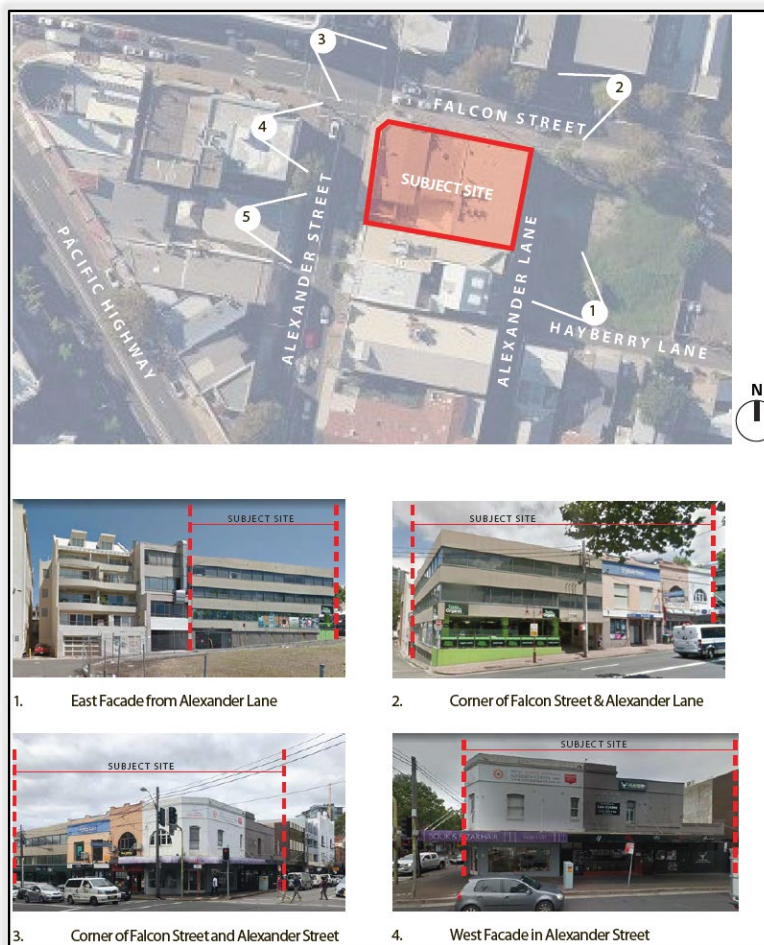 3
2
FALCON STREET
4
SUBJECT SITE
5
ALEXANDER STREET
PACIFIC HIGHWAY
ALEXANDER LANE
1
HAYBERRY LANE
N
SUBJECT SITE
SUBJECT SITE
1. East Facade from Alexander Lane
2. Corner of Falcon Street & Alexander Lane
SUBJECT SITE
SUBJECT SITE
3. Corner of Falcon Street and Alexander Street
4. West Facade in Alexander Street